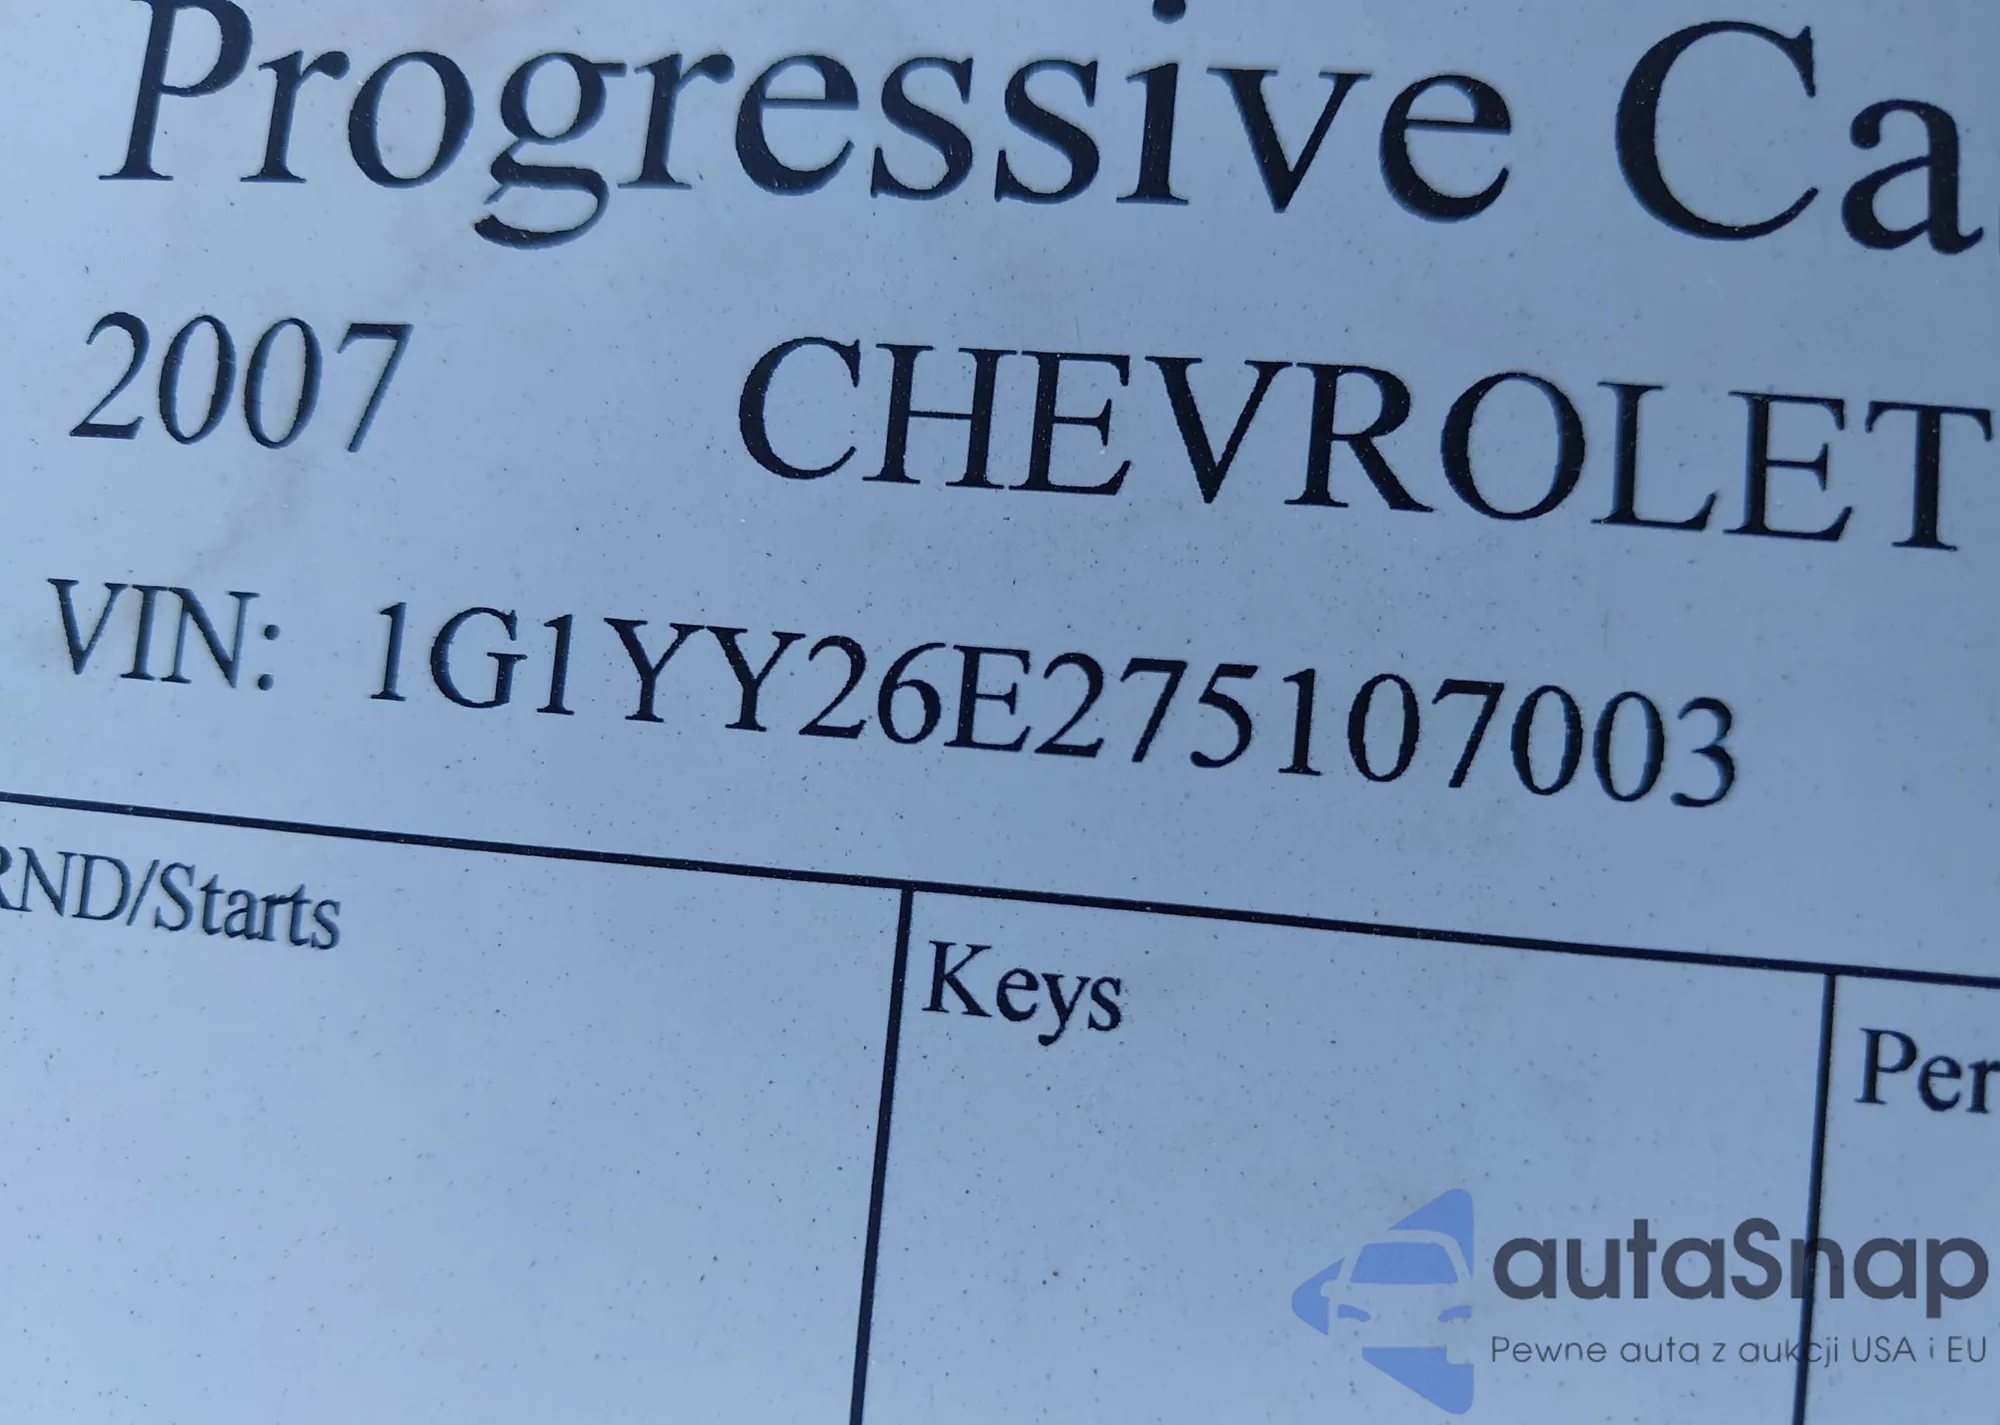 Progressive Ca
2007 CHEVROLET
VIN: 1G1YY26E275107003
RND/Starts
Keys
Per
autaSnap
Pewne auta z aukcji USA i EU